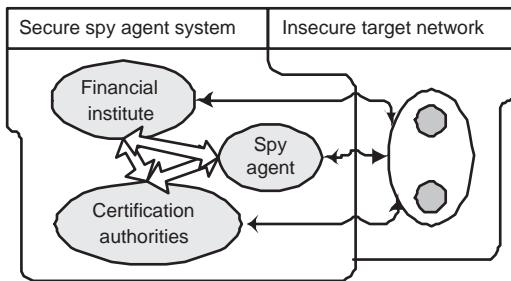 Secure spy agent system
Insecure target network
Financial
institute
Spy
agent
Certification
authorities